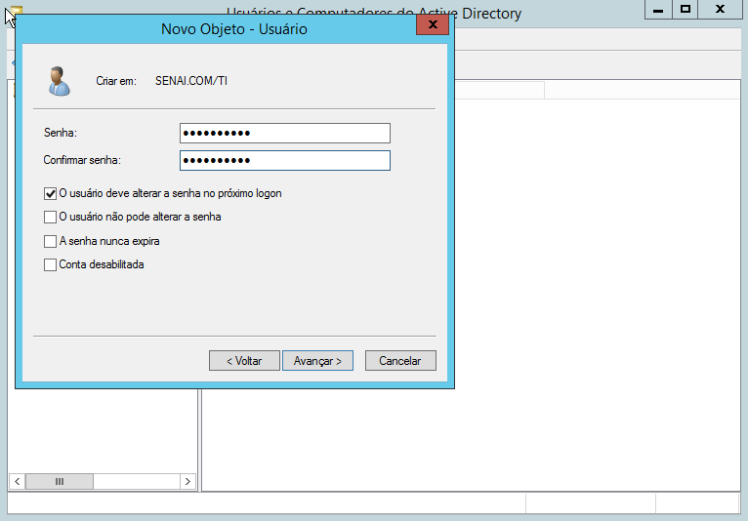 Usuários e Computadores do Active Directory
Novo Objeto - Usuário
x
x
Criar em: SENAI.COM/TI
Senha: ••••••••••
Confirmar senha: ••••••••••
O usuário deve alterar a senha no próximo logon
O usuário não pode alterar a senha
A senha nunca expira
Conta desabilitada
< Voltar Avançar > Cancelar